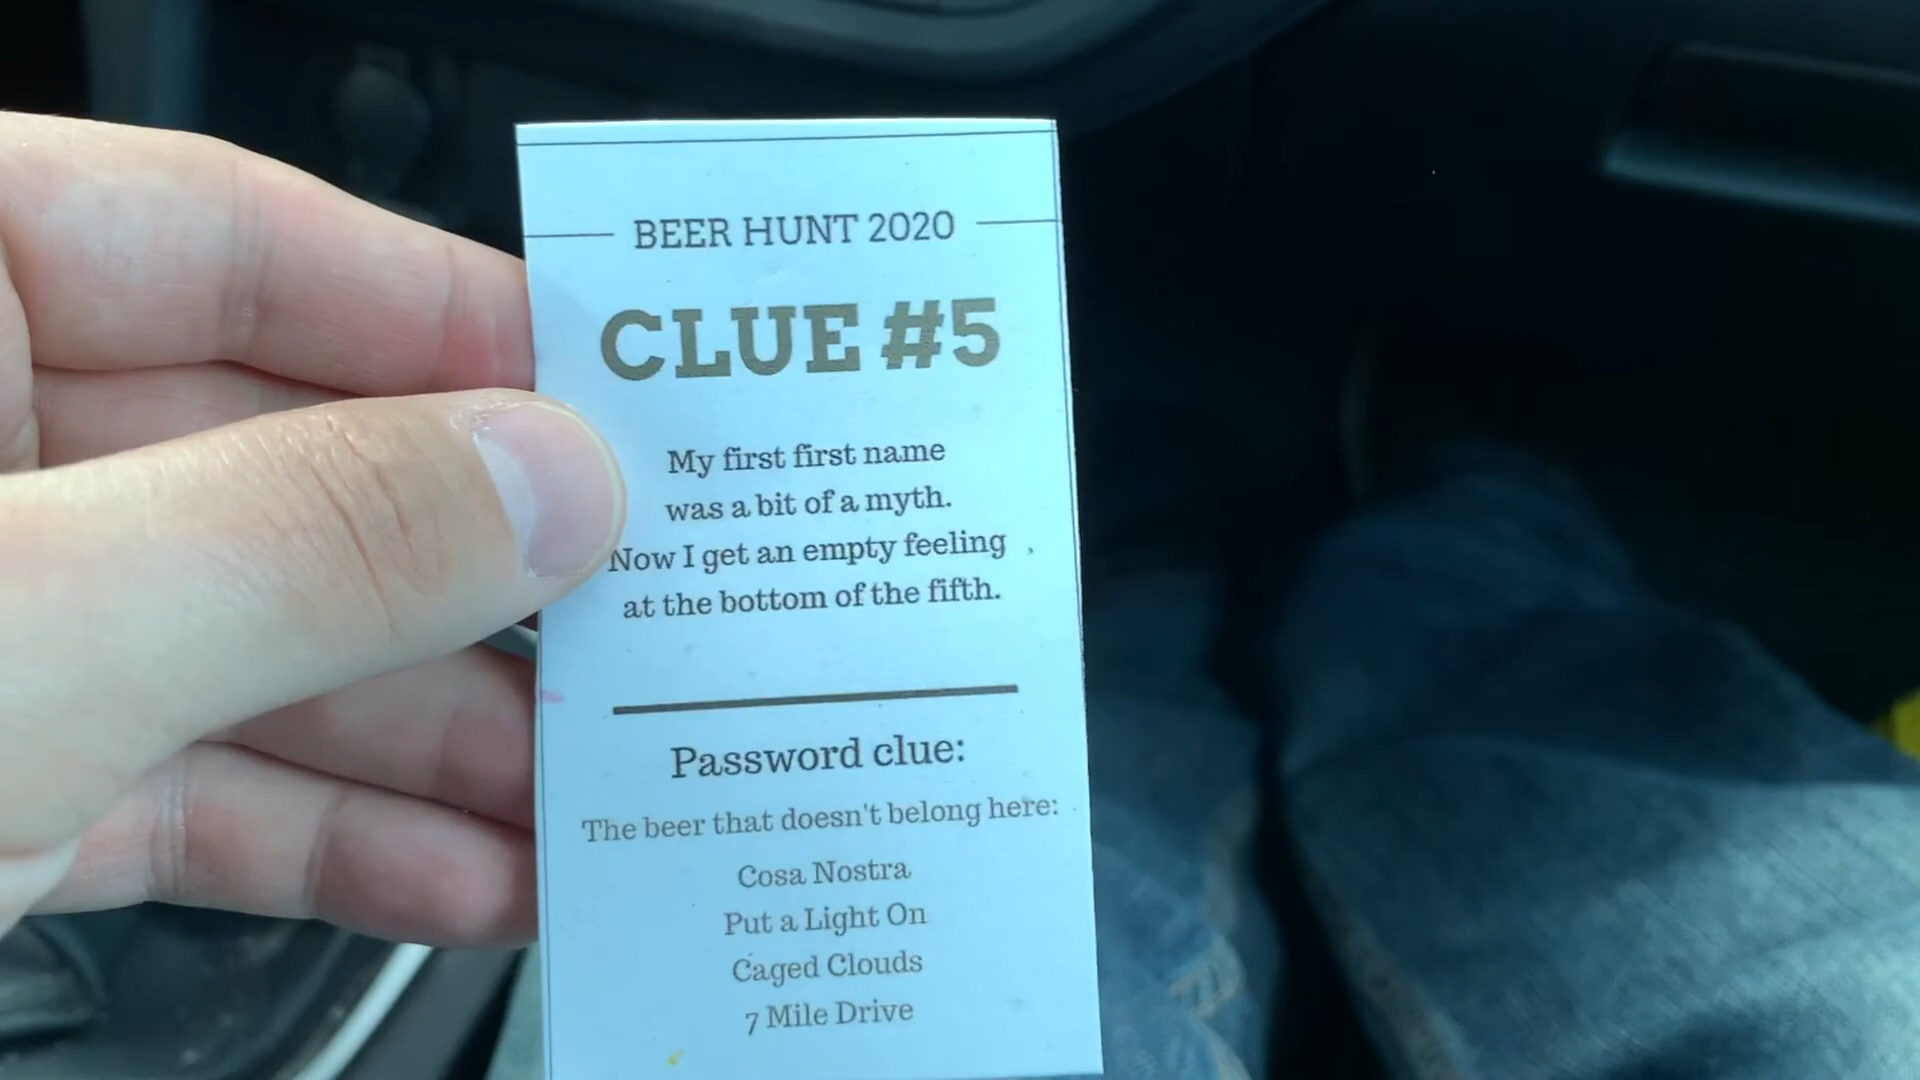 BEER HUNT 2020
CLUE #5
My first first name
was a bit of a myth.
Now I get an empty feeling
at the bottom of the fifth.
Password clue:
The beer that doesn't belong here:
Cosa Nostra
Put a Light On
Caged Clouds
7 Mile Drive